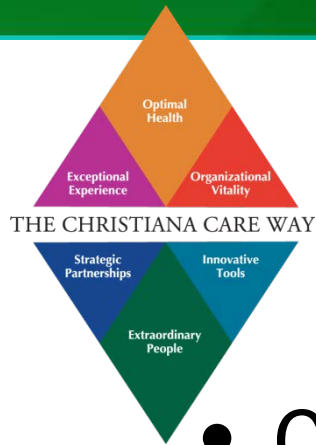 Optimal
Health
Exceptional
Experience
Organizational
Vitality
THE CHRISTIANA CARE WAY
Strategic
Partnerships
Innovative
Tools
Extraordinary
People
•